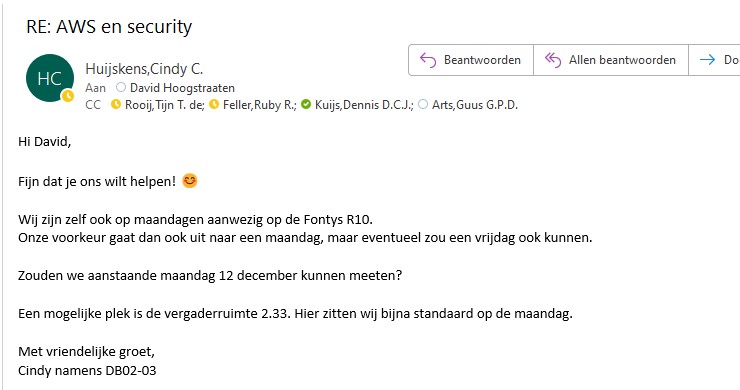 RE: AWS en security
HC
Huijskens,Cindy C.
Aan David Hoogstraaten
CC Rooij,Tijn T. de; Feller,Ruby R.; Kuijs,Dennis D.C.J.; Arts,Guus G.P.D.
Beantwoorden
Allen beantwoorden
Do
Hi David,
Fijn dat je ons wilt helpen! 😊
Wij zijn zelf ook op maandagen aanwezig op de Fontys R10.
Onze voorkeur gaat dan ook uit naar een maandag, maar eventueel zou een vrijdag ook kunnen.
Zouden we aanstaande maandag 12 december kunnen meeten?
Een mogelijke plek is de vergaderruimte 2.33. Hier zitten wij bijna standaard op de maandag.
Met vriendelijke groet,
Cindy namens DB02-03